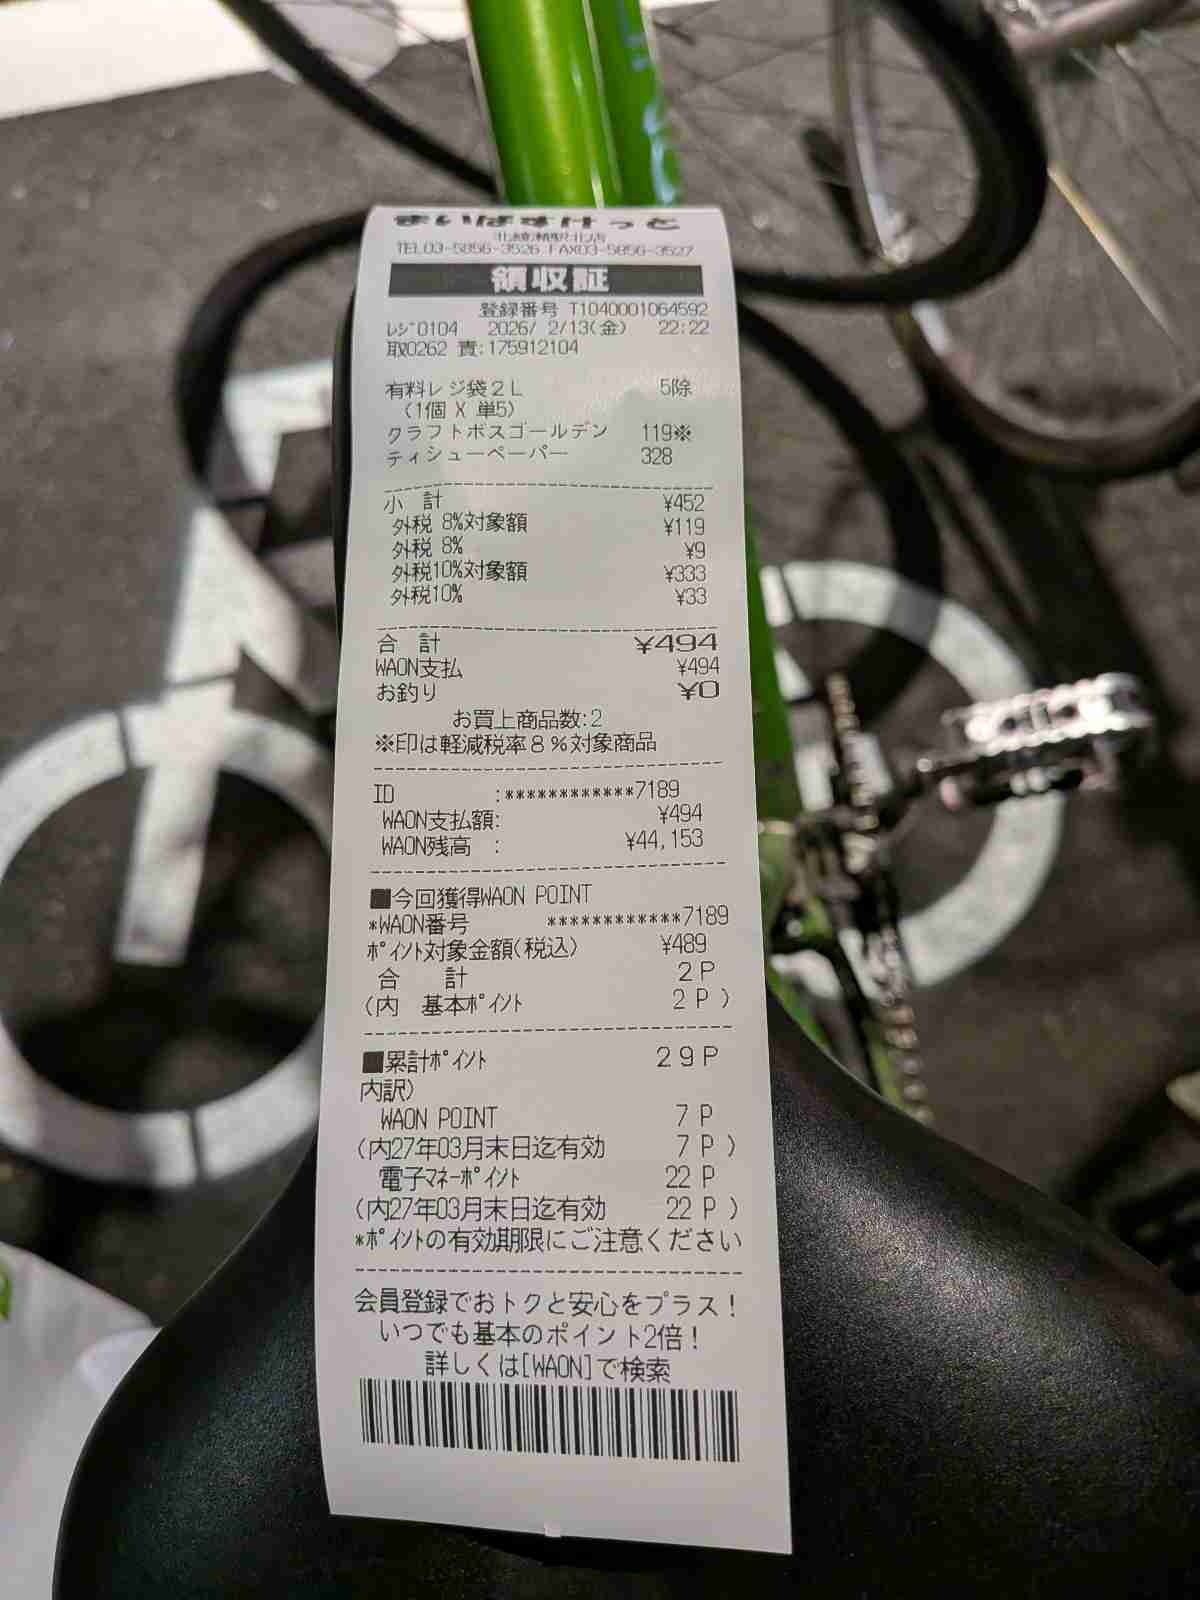 まいばすけっと
北綾瀬駅北店
TEL03-5856-3526 FAX03-5856-3527
領収証
登録番号 T1040001064592
ﾚｼﾞ0104 2026/ 2/13(金) 22:22
取0262 責:175912104
有料レジ袋2L 5除
(1個 X 単5)
クラフトボスゴールデン 119※
ティシューペーパー 328
小 計 ¥452
外税 8%対象額 ¥119
外税 8% ¥9
外税10%対象額 ¥333
外税10% ¥33
合 計 ¥494
WAON支払 ¥494
お釣り ¥0
お買上商品数:2
※印は軽減税率8%対象商品
ID :************7189
WAON支払額: ¥494
WAON残高 : ¥44,153
■今回獲得WAON POINT
*WAON番号 ************7189
ﾎﾟｲﾝﾄ対象金額(税込) ¥489
合 計 2P
(内 基本ﾎﾟｲﾝﾄ 2P)
■累計ﾎﾟｲﾝﾄ 29P
内訳)
WAON POINT 7P
(内27年03月末日迄有効 7P)
電子ﾏﾈｰﾎﾟｲﾝﾄ 22P
(内27年03月末日迄有効 22P)
*ﾎﾟｲﾝﾄの有効期限にご注意ください
会員登録でおトクと安心をプラス!
いつでも基本のポイント2倍!
詳しくは[WAON]で検索